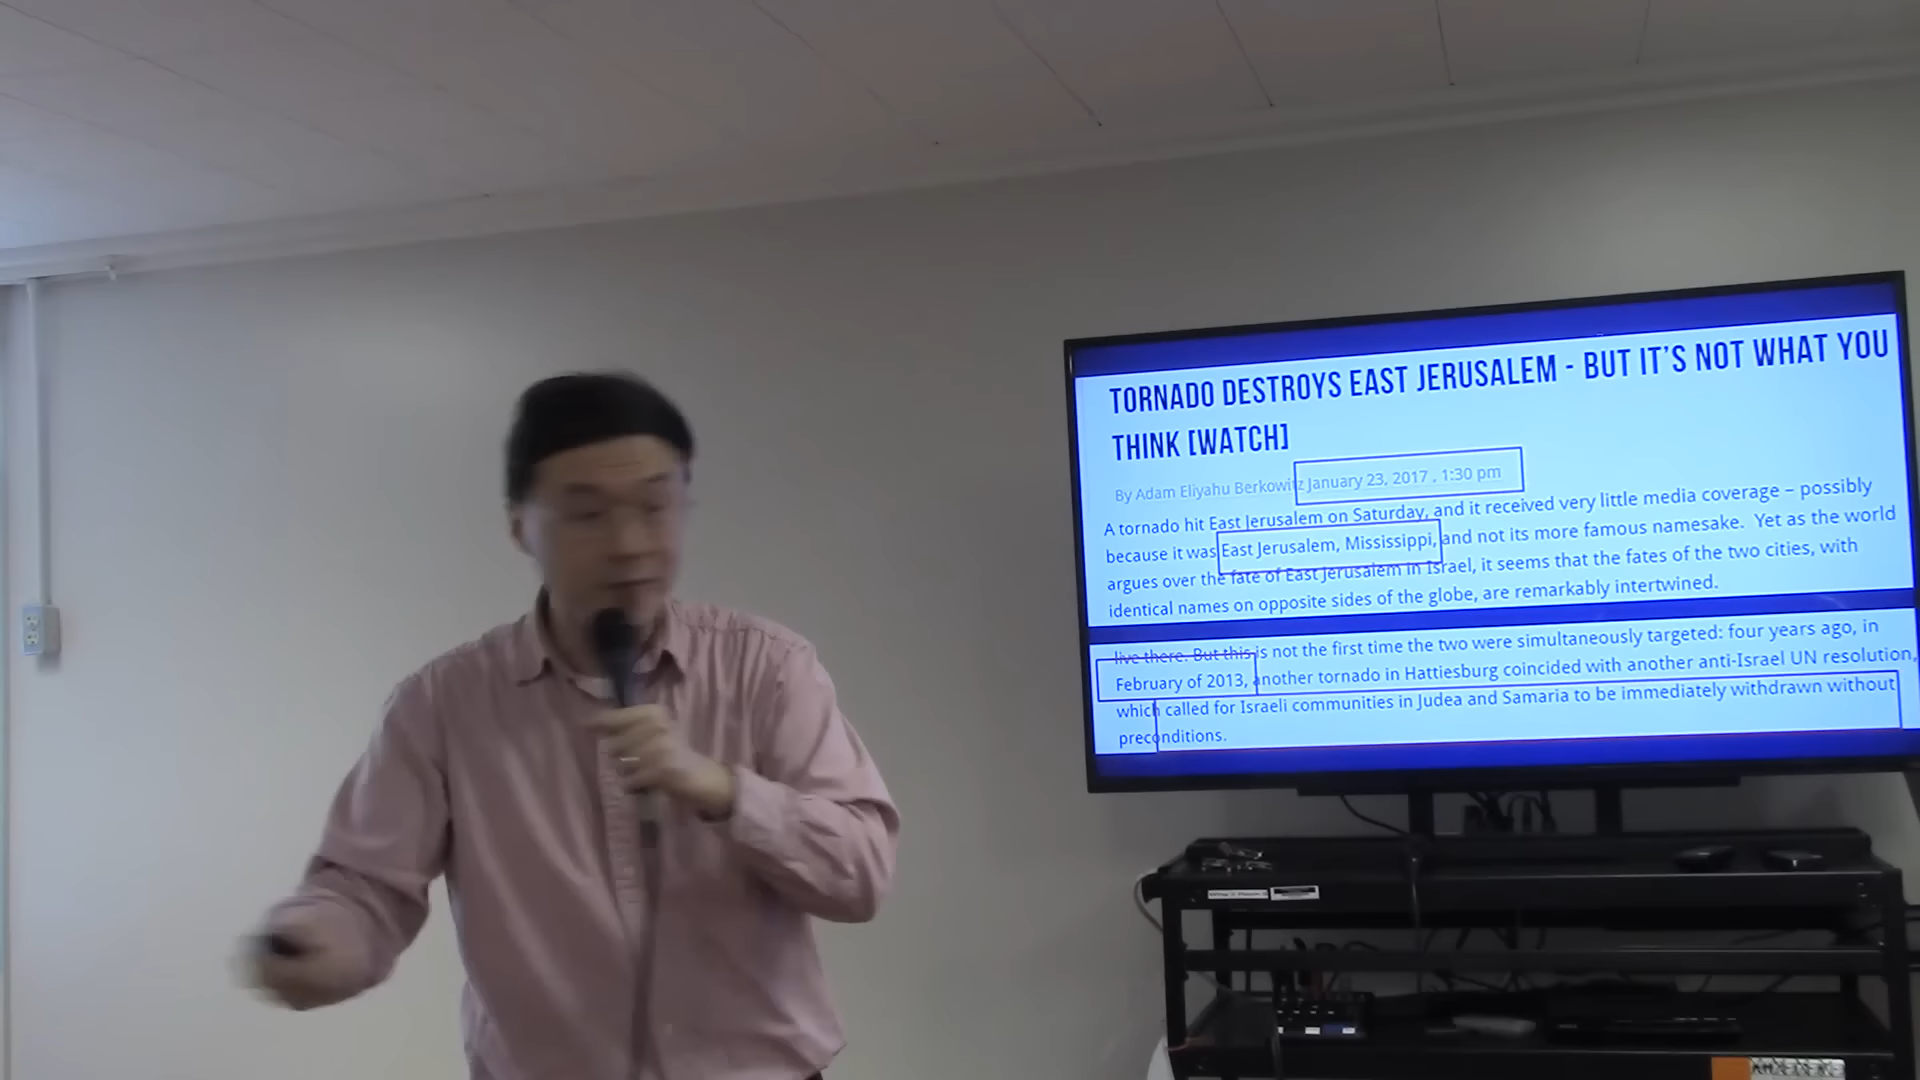 TORNADO DESTROYS EAST JERUSALEM - BUT IT'S NOT WHAT YOU
THINK [WATCH]
By Adam Eliyahu Berkowitz January 23, 2017 , 1:30 pm
A tornado hit East Jerusalem on Saturday, and it received very little media coverage – possibly
because it was East Jerusalem, Mississippi, and not its more famous namesake. Yet as the world
argues over the fate of East Jerusalem in Israel, it seems that the fates of the two cities, with
identical names on opposite sides of the globe, are remarkably intertwined.
live there. But this is not the first time the two were simultaneously targeted: four years ago, in
February of 2013, another tornado in Hattiesburg coincided with another anti-Israel UN resolution,
which called for Israeli communities in Judea and Samaria to be immediately withdrawn without
preconditions.